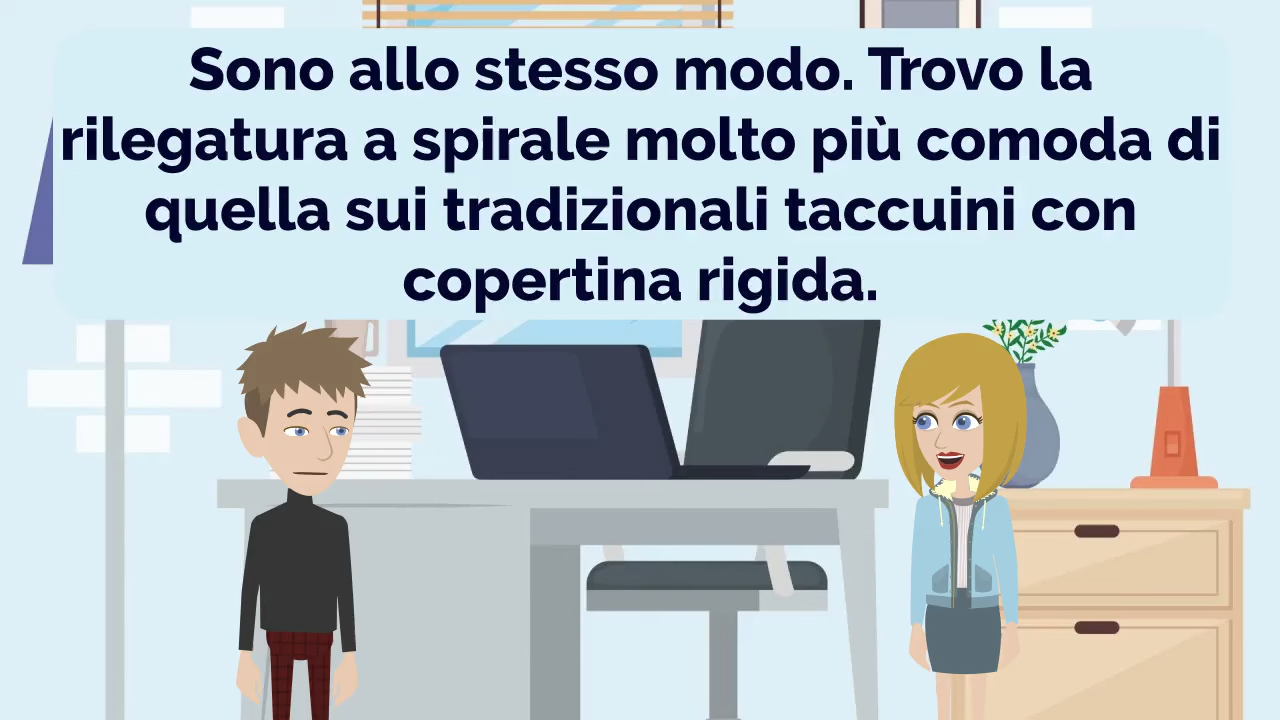 Sono allo stesso modo. Trovo la
rilegatura a spirale molto più comoda di
quella sui tradizionali taccuini con
copertina rigida.